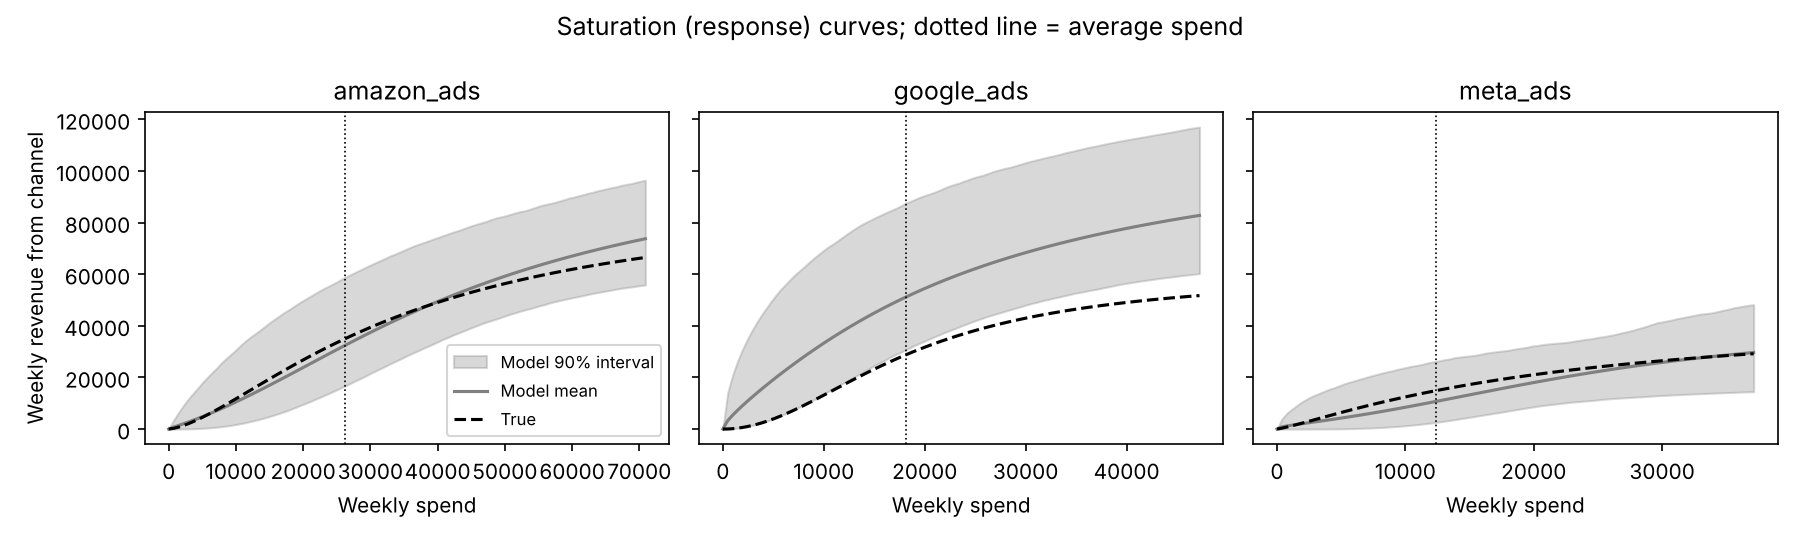 Saturation (response) curves; dotted line = average spend
amazon_ads
google_ads
meta_ads
Weekly revenue from channel
120000
100000
80000
60000
40000
20000
0
Model 90% interval
Model mean
True
0 10000 20000 30000 40000 50000 60000 70000
0 10000 20000 30000 40000
0 10000 20000 30000
Weekly spend
Weekly spend
Weekly spend